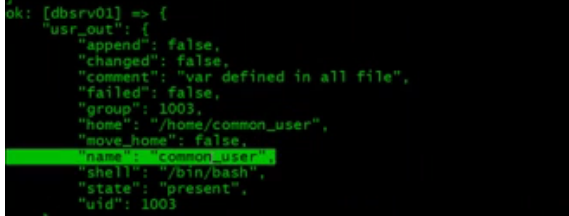 ok: [dbsrv01] => {
"usr_out": {
"append": false,
"changed": false,
"comment": "var defined in all file",
"failed": false,
"group": 1003,
"home": "/home/common_user",
"move_home": false,
"name": "common_user",
"shell": "/bin/bash",
"state": "present",
"uid": 1003